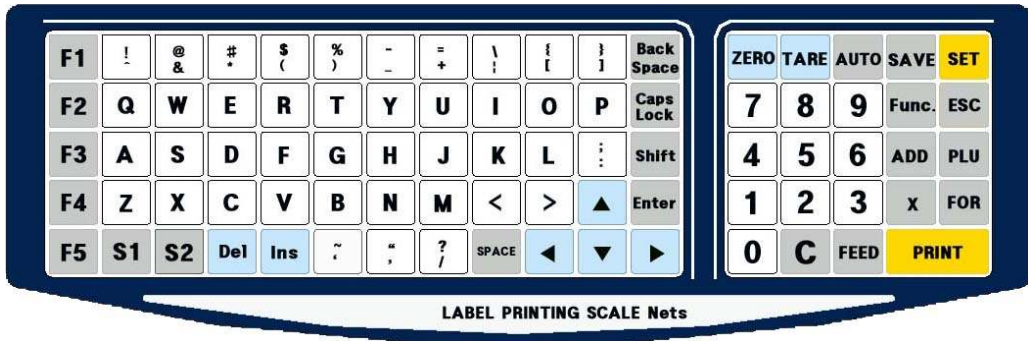 F1 ! ^ @ & # * $ ( % ) - _ = + \ ¦ { [ } ] Back Space
F2 Q W E R T Y U I O P Caps Lock
F3 A S D F G H J K L ; : Shift
F4 Z X C V B N M < > ▲ Enter
F5 S1 S2 Del Ins ~ “ , ? / SPACE ◀ ▼ ▶
ZERO TARE AUTO SAVE SET
7 8 9 Func. ESC
4 5 6 ADD PLU
1 2 3 X FOR
0 C FEED PRINT
LABEL PRINTING SCALE Nets